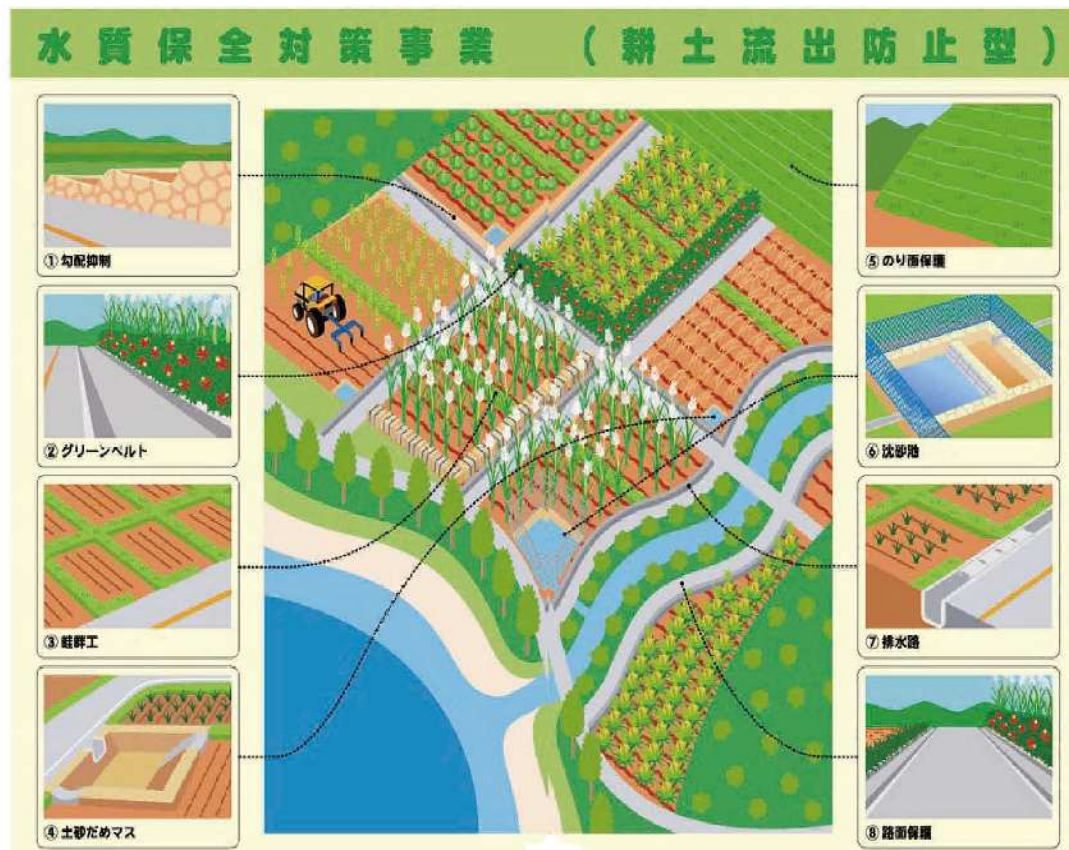 水質保全対策事業 (耕土流出防止型)
①勾配抑制
②グリーンベルト
③畦畔工
④土砂だめマス
⑤のり面保護
⑥沈砂池
⑦排水路
⑧路面保護